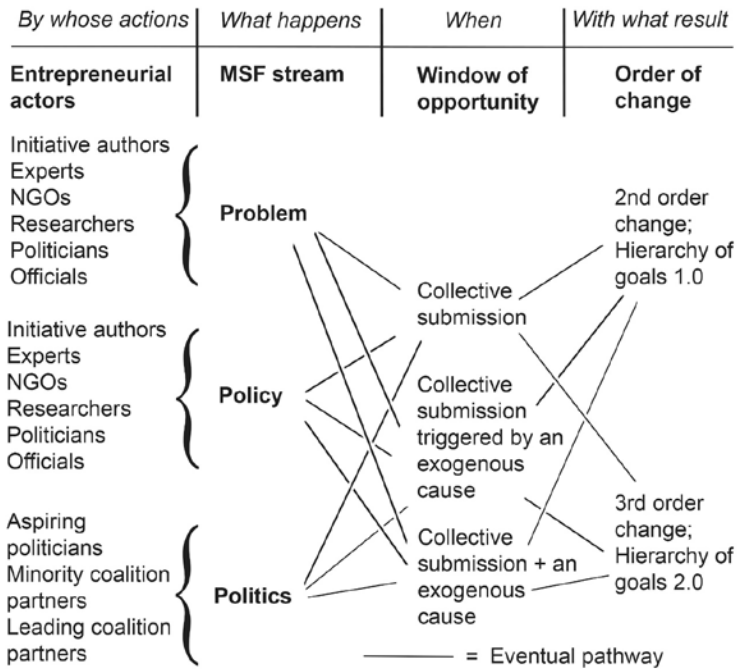 By whose actions
What happens
When
With what result
Entrepreneurial
actors
MSF stream
Window of
opportunity
Order of
change
Initiative authors
Experts
NGOs
Researchers
Politicians
Officials
Problem
Initiative authors
Experts
NGOs
Researchers
Politicians
Officials
Policy
Aspiring
politicians
Minority coalition
partners
Leading coalition
partners
Politics
Collective
submission
Collective
submission
triggered by an
exogenous
cause
Collective
submission + an
exogenous
cause
2nd order
change;
Hierarchy of
goals 1.0
3rd order
change;
Hierarchy of
goals 2.0
= Eventual pathway